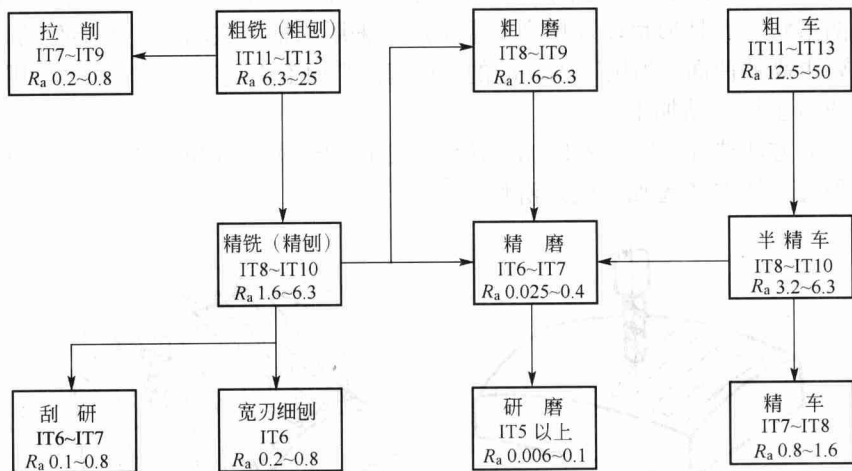 拉 削
IT7~IT9
Ra 0.2~0.8
粗铣（粗刨）
IT11~IT13
Ra 6.3~25
粗 磨
IT8~IT9
Ra 1.6~6.3
粗 车
IT11~IT13
Ra 12.5~50
精铣（精刨）
IT8~IT10
Ra 1.6~6.3
精 磨
IT6~IT7
Ra 0.025~0.4
半 精 车
IT8~IT10
Ra 3.2~6.3
刮 研
IT6~IT7
Ra 0.1~0.8
宽刃细刨
IT6
Ra 0.2~0.8
研 磨
IT5 以上
Ra 0.006~0.1
精 车
IT7~IT8
Ra 0.8~1.6